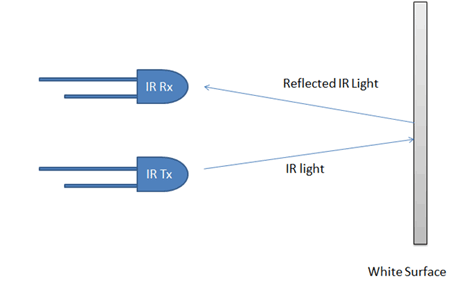 IR Rx
Reflected IR Light
IR Tx
IR light
White Surface